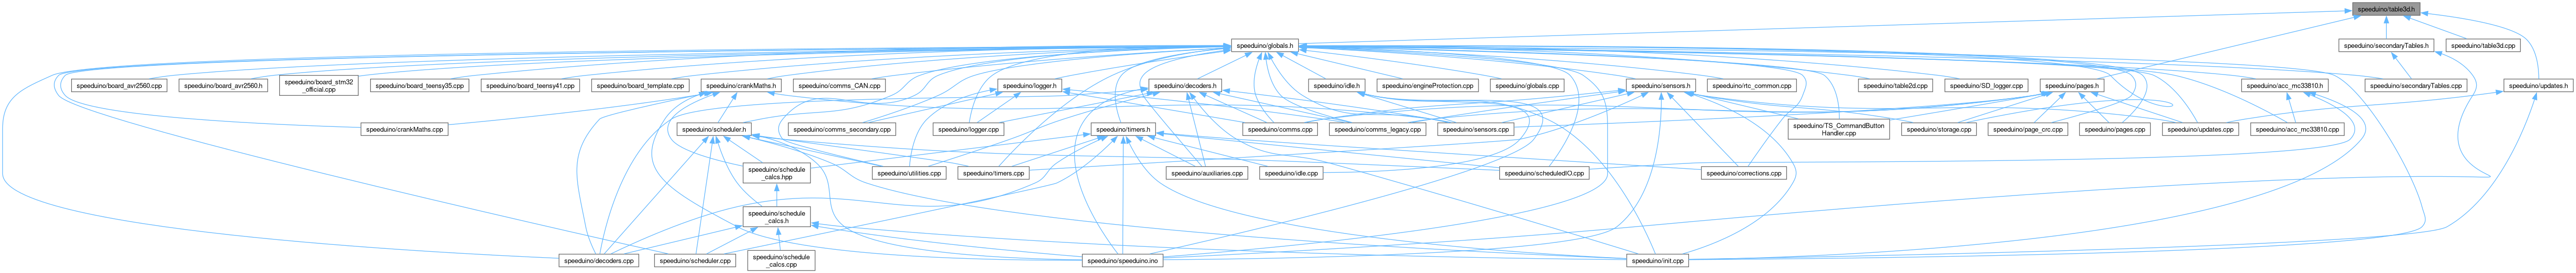 speeduino/table3d.h
speeduino/globals.h
speeduino/secondaryTables.h
speeduino/table3d.cpp
speeduino/board_avr2560.cpp
speeduino/board_avr2560.h
speeduino/board_stm32
_official.cpp
speeduino/board_teensy35.cpp
speeduino/board_teensy41.cpp
speeduino/board_template.cpp
speeduino/crankMaths.h
speeduino/comms_CAN.cpp
speeduino/logger.h
speeduino/decoders.h
speeduino/idle.h
speeduino/engineProtection.cpp
speeduino/globals.cpp
speeduino/sensors.h
speeduino/rtc_common.cpp
speeduino/table2d.cpp
speeduino/SD_logger.cpp
speeduino/pages.h
speeduino/acc_mc33810.h
speeduino/secondaryTables.cpp
speeduino/updates.h
speeduino/crankMaths.cpp
speeduino/scheduler.h
speeduino/comms_secondary.cpp
speeduino/logger.cpp
speeduino/timers.h
speeduino/comms.cpp
speeduino/comms_legacy.cpp
speeduino/sensors.cpp
speeduino/TS_CommandButton
Handler.cpp
speeduino/storage.cpp
speeduino/page_crc.cpp
speeduino/pages.cpp
speeduino/updates.cpp
speeduino/acc_mc33810.cpp
speeduino/schedule
_calcs.hpp
speeduino/utilities.cpp
speeduino/timers.cpp
speeduino/auxiliaries.cpp
speeduino/idle.cpp
speeduino/scheduledIO.cpp
speeduino/corrections.cpp
speeduino/schedule
_calcs.h
speeduino/decoders.cpp
speeduino/scheduler.cpp
speeduino/schedule
_calcs.cpp
speeduino/speeduino.ino
speeduino/init.cpp